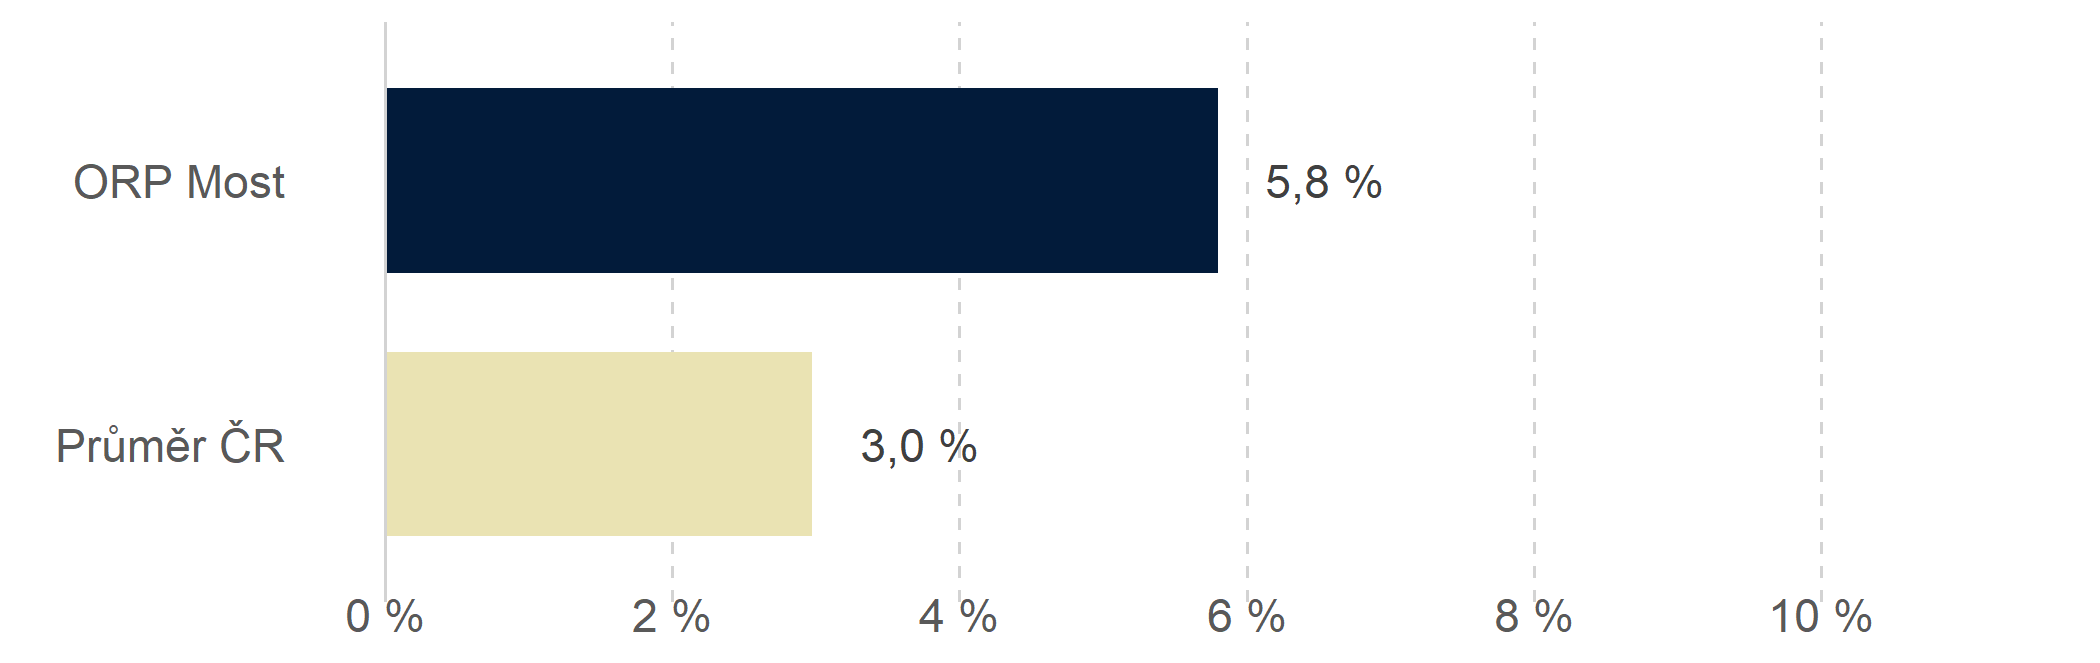 ORP Most
5,8 %
Průměr ČR
3,0 %
0 % 2 % 4 % 6 % 8 % 10 %